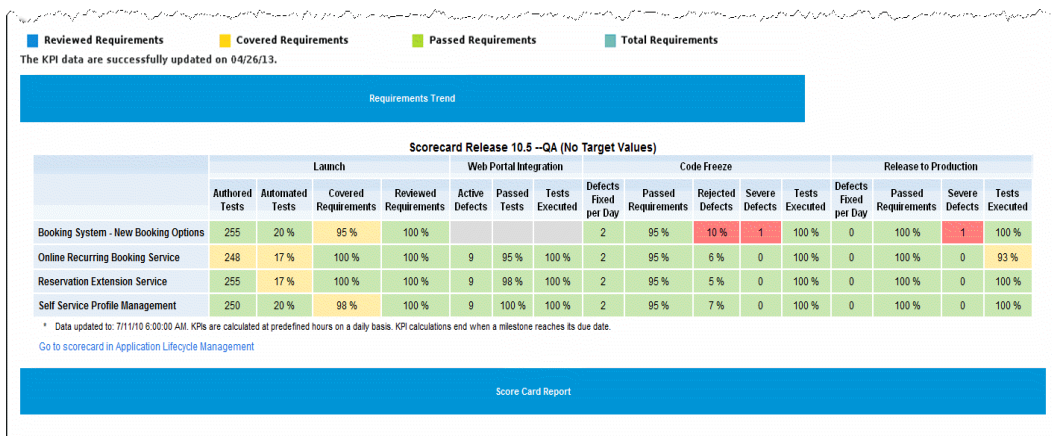 Reviewed Requirements Covered Requirements Passed Requirements Total Requirements
The KPI data are successfully updated on 04/26/13.
Requirements Trend
Scorecard Release 10.5 --QA (No Target Values)
Launch Web Portal Integration Code Freeze Release to Production
Authored Tests Automated Tests Covered Requirements Reviewed Requirements Active Defects Passed Tests Tests Executed Defects Fixed per Day Passed Requirements Rejected Defects Severe Defects Tests Executed Defects Fixed per Day Passed Requirements Severe Defects Tests Executed
Booking System - New Booking Options 255 20 % 95 % 100 % 2 95 % 10 % 1 100 % 0 100 % 1 100 %
Online Recurring Booking Service 248 17 % 100 % 100 % 9 95 % 100 % 2 95 % 6 % 0 100 % 0 100 % 0 93 %
Reservation Extension Service 255 17 % 100 % 100 % 9 98 % 100 % 2 95 % 5 % 0 100 % 0 100 % 0 100 %
Self Service Profile Management 250 20 % 98 % 100 % 9 100 % 100 % 2 95 % 7 % 0 100 % 0 100 % 0 100 %
* Data updated to: 7/11/10 6:00:00 AM. KPIs are calculated at predefined hours on a daily basis. KPI calculations end when a milestone reaches its due date.
Go to scorecard in Application Lifecycle Management
Score Card Report